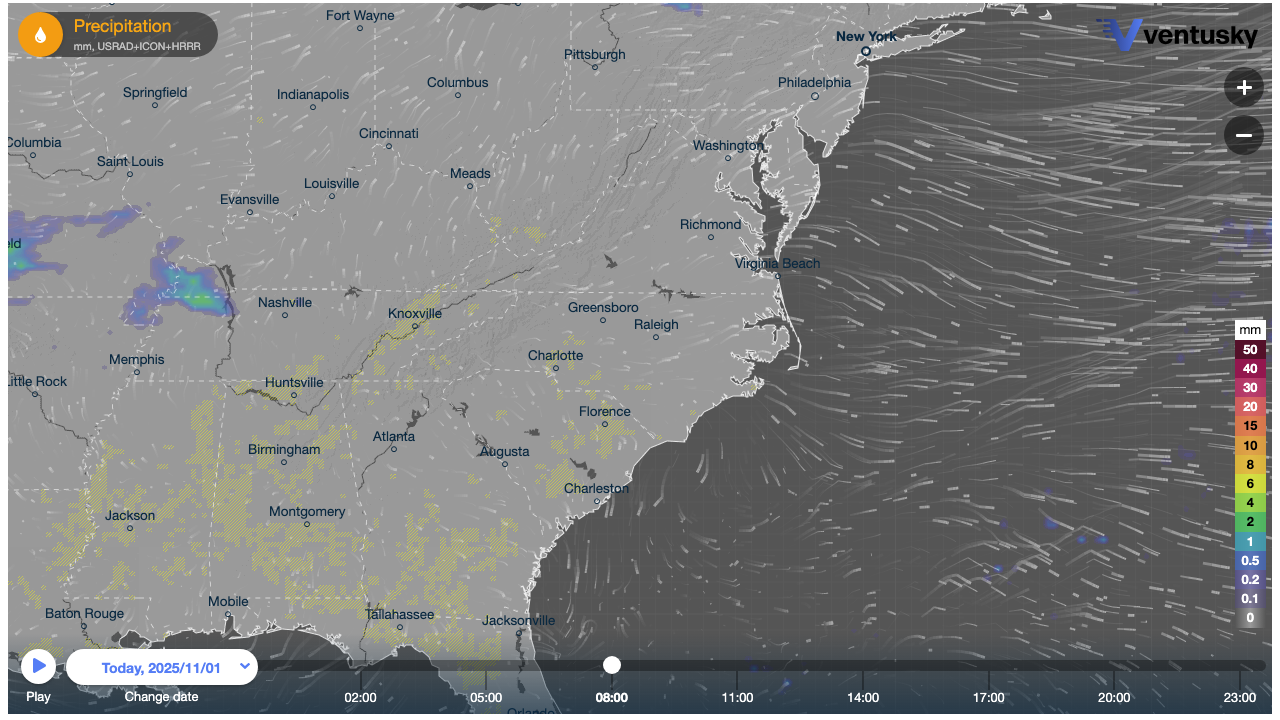 Precipitation
mm, USRAD+ICON+HRRR
ventusky
Fort Wayne
New York
Pittsburgh
Springfield
Indianapolis
Columbus
Philadelphia
+
Columbia
Cincinnati
Washington
−
Saint Louis
Louisville
Meads
Evansville
Richmond
eld
Virginia Beach
Nashville
Knoxville
Greensboro
Raleigh
mm
Memphis
Charlotte
50
Little Rock
Huntsville
40
30
Florence
20
Birmingham
Atlanta
Augusta
15
10
8
Charleston
6
Jackson
Montgomery
4
2
1
0.5
0.2
Baton Rouge
Mobile
Tallahassee
Jacksonville
0.1
0
Today, 2025/11/01
Play
Change date
02:00
05:00
08:00
11:00
14:00
17:00
20:00
23:00
Orlando